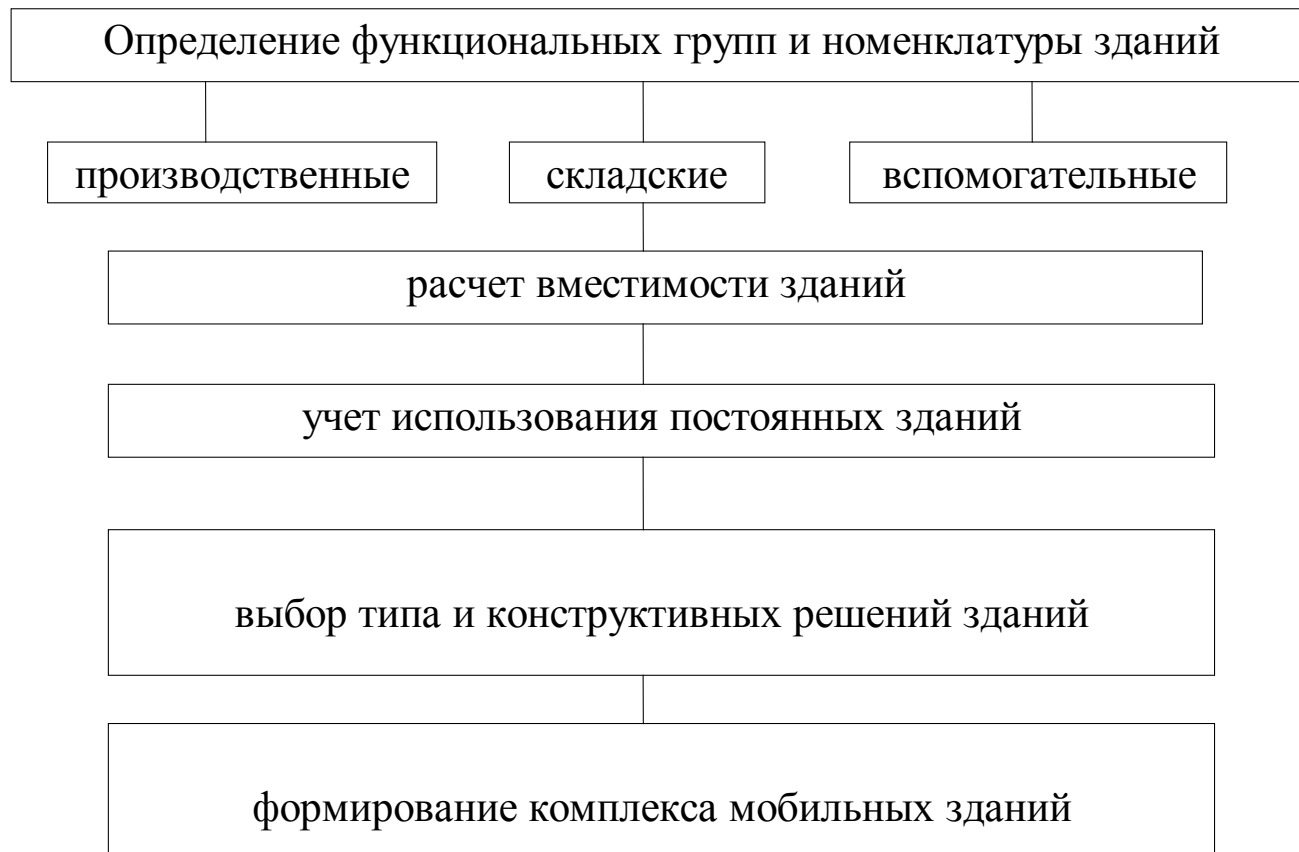 Определение функциональных групп и номенклатуры зданий
производственные
складские
вспомогательные
расчет вместимости зданий
учет использования постоянных зданий
выбор типа и конструктивных решений зданий
формирование комплекса мобильных зданий